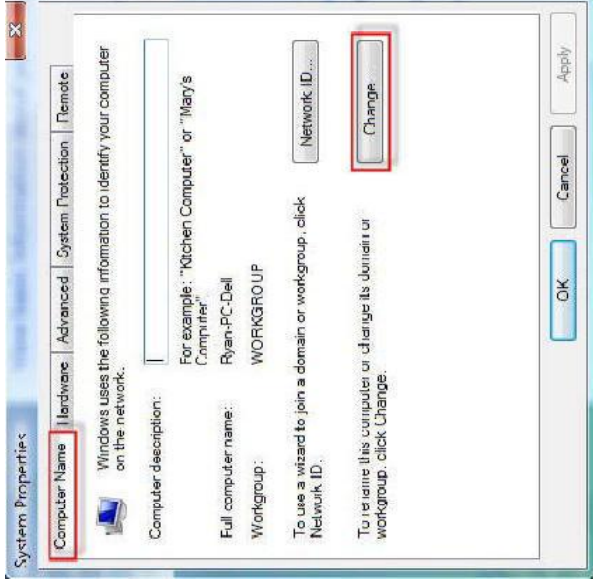 System Properties
Computer Name
Hardware
Advanced
System Protection
Remote
Windows uses the following information to identify your computer
on the network.
Computer description:
For example: "Kitchen Computer" or "Mary's
Computer".
Full computer name:
Ryan-PC-Dell
Workgroup:
WORKGROUP
To use a wizard to join a domain or workgroup, click
Network ID.
Network ID...
To rename this computer or change its domain or
workgroup, click Change.
Change...
OK
Cancel
Apply